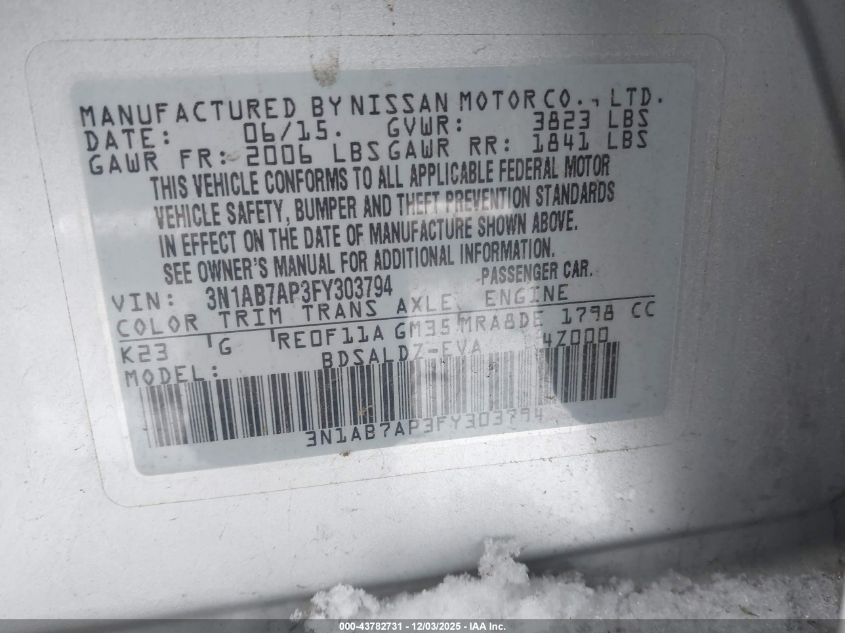 MANUFACTURED BY NISSAN MOTOR CO., LTD.
DATE: 06/15. GVWR: 3823 LBS
GAWR FR: 2006 LBS GAWR RR: 1841 LBS
THIS VEHICLE CONFORMS TO ALL APPLICABLE FEDERAL MOTOR
VEHICLE SAFETY, BUMPER AND THEFT PREVENTION STANDARDS
IN EFFECT ON THE DATE OF MANUFACTURE SHOWN ABOVE.
SEE OWNER'S MANUAL FOR ADDITIONAL INFORMATION.
VIN: 3N1AB7AP3FY303794 PASSENGER CAR.
COLOR TRIM TRANS AXLE ENGINE
K23 G RE0F11A GM35 MRA8DE 1798 CC
MODEL: BDSALDZ-EVA 4Z000
3N1AB7AP3FY303794
000-43782731 - 12/03/2025 - IAA Inc.